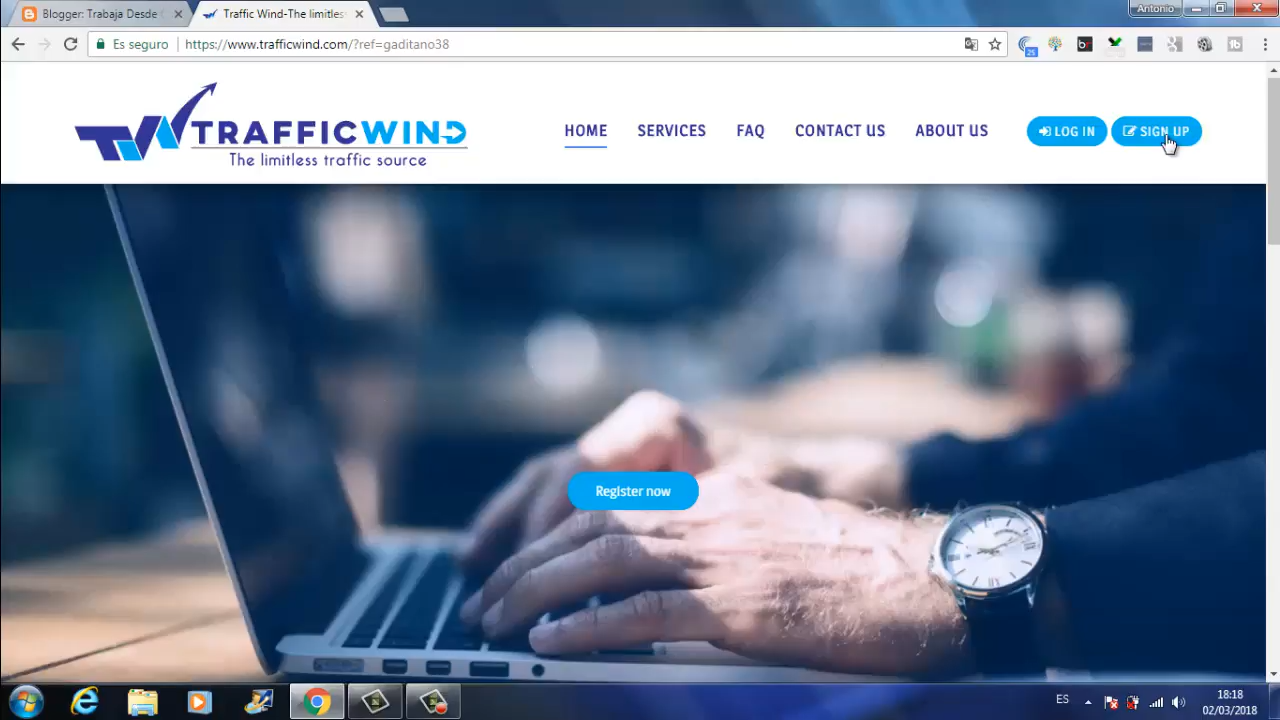 Blogger: Trabaja Desde
Traffic Wind-The limitles
Antonio
Es seguro
https://www.trafficwind.com/?ref=gaditano38
25
TRAFFICWIND
The limitless traffic source
HOME
SERVICES
FAQ
CONTACT US
ABOUT US
LOG IN
SIGN UP
Register now
ES
18:18
02/03/2018